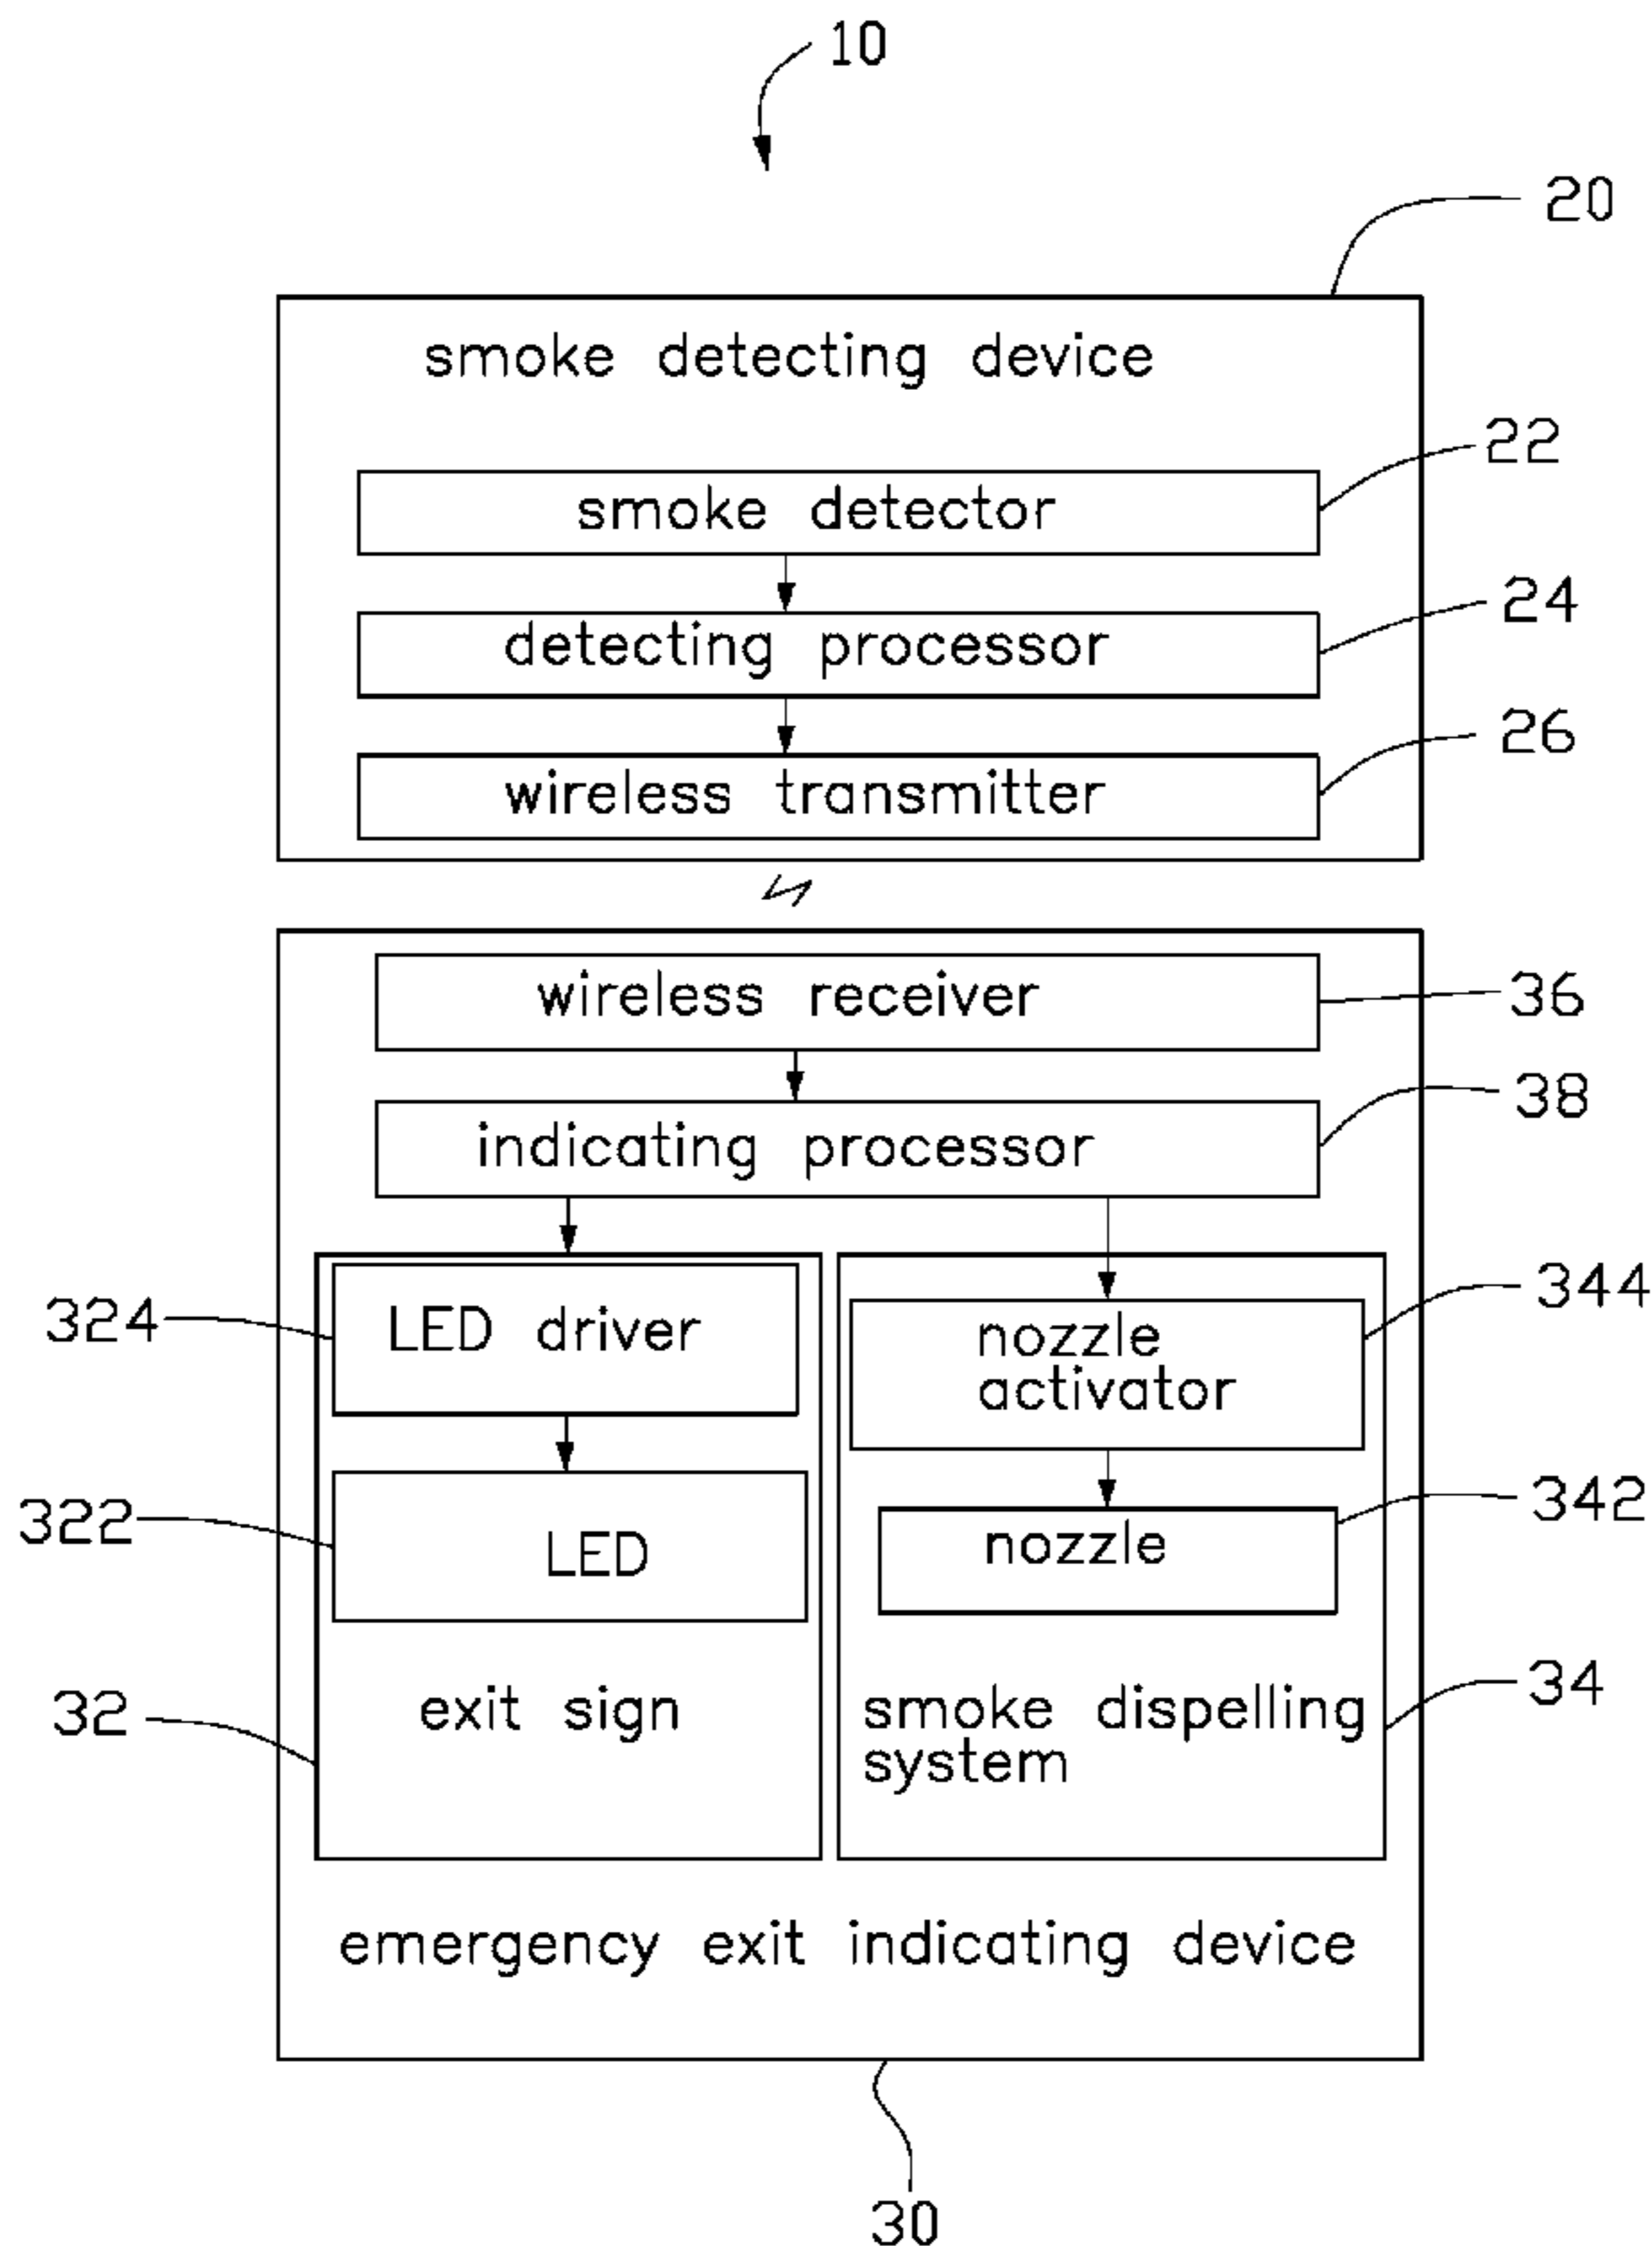 10
20
smoke detecting device
22
smoke detector
24
detecting processor
26
wireless transmitter
wireless receiver
36
indicating processor
38
324
LED driver
nozzle
activator
344
322
LED
nozzle
342
32
exit sign
smoke dispelling
system
34
emergency exit indicating device
30